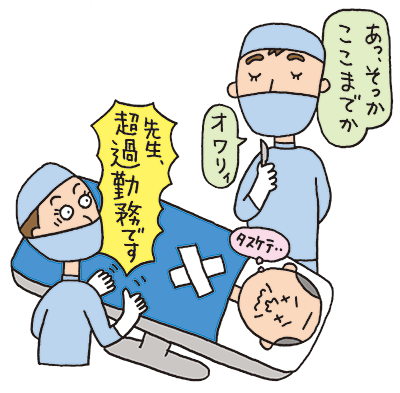 あっ、そっか
ここまでか
オワリィ
先生、
超過勤務です
タスケテ‥